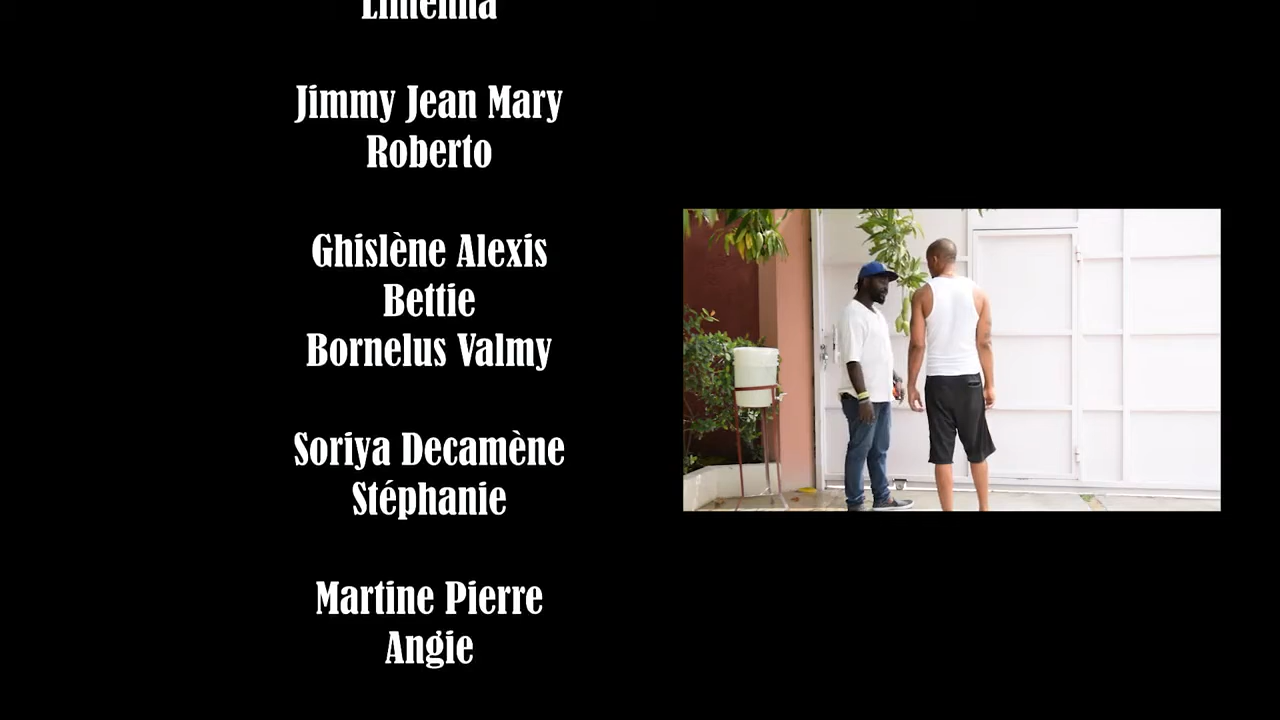 Jimmy Jean Mary
Roberto
Ghislène Alexis
Bettie
Bornelus Valmy
Soriya Decamène
Stéphanie
Martine Pierre
Angie